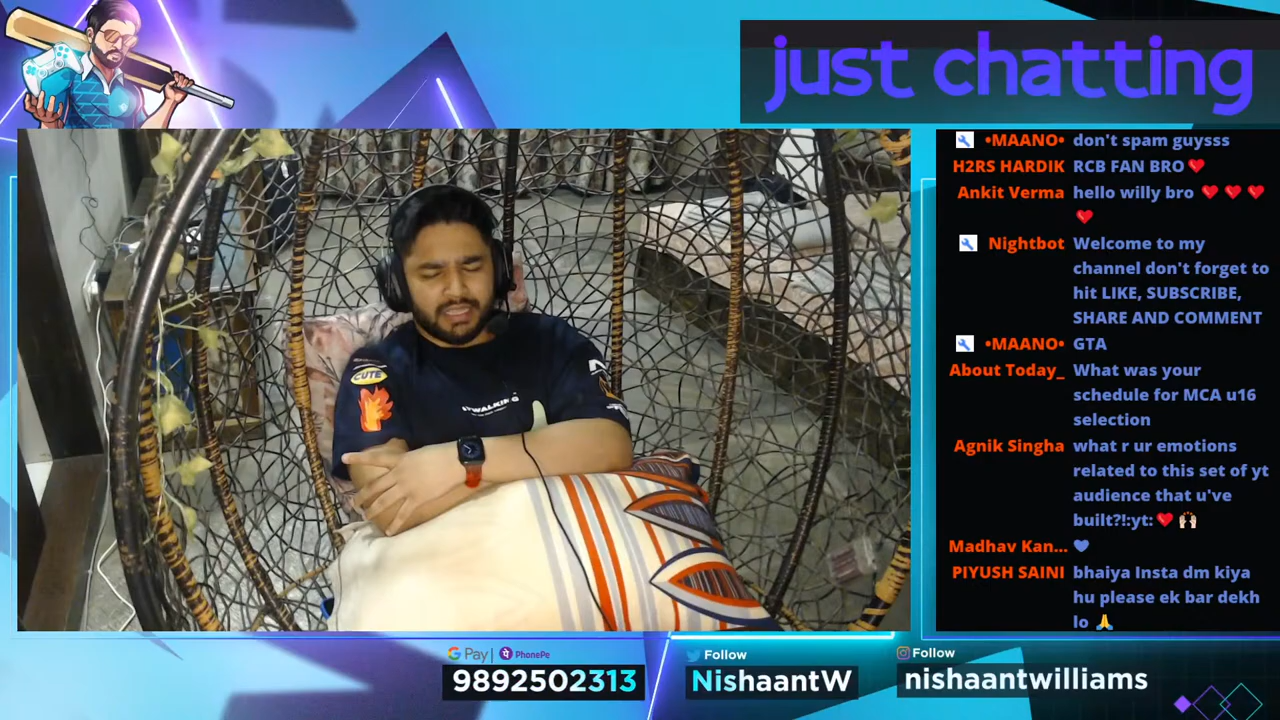 just chatting
•MAANO• don't spam guysss
H2RS HARDIK RCB FAN BRO❤
Ankit Verma hello willy bro ❤ ❤ ❤
❤
Nightbot Welcome to my
channel don't forget to
hit LIKE, SUBSCRIBE,
SHARE AND COMMENT
•MAANO• GTA
About Today_ What was your
schedule for MCA u16
selection
Agnik Singha what r ur emotions
related to this set of yt
audience that u've
built?!:yt:❤🙌🏻
Madhav Kan... 💙
PIYUSH SAINI bhaiya Insta dm kiya
hu please ek bar dekh
lo 🙏
CUTE
G Pay | PhonePe
9892502313
Follow
NishaantW
Follow
nishaantwilliams